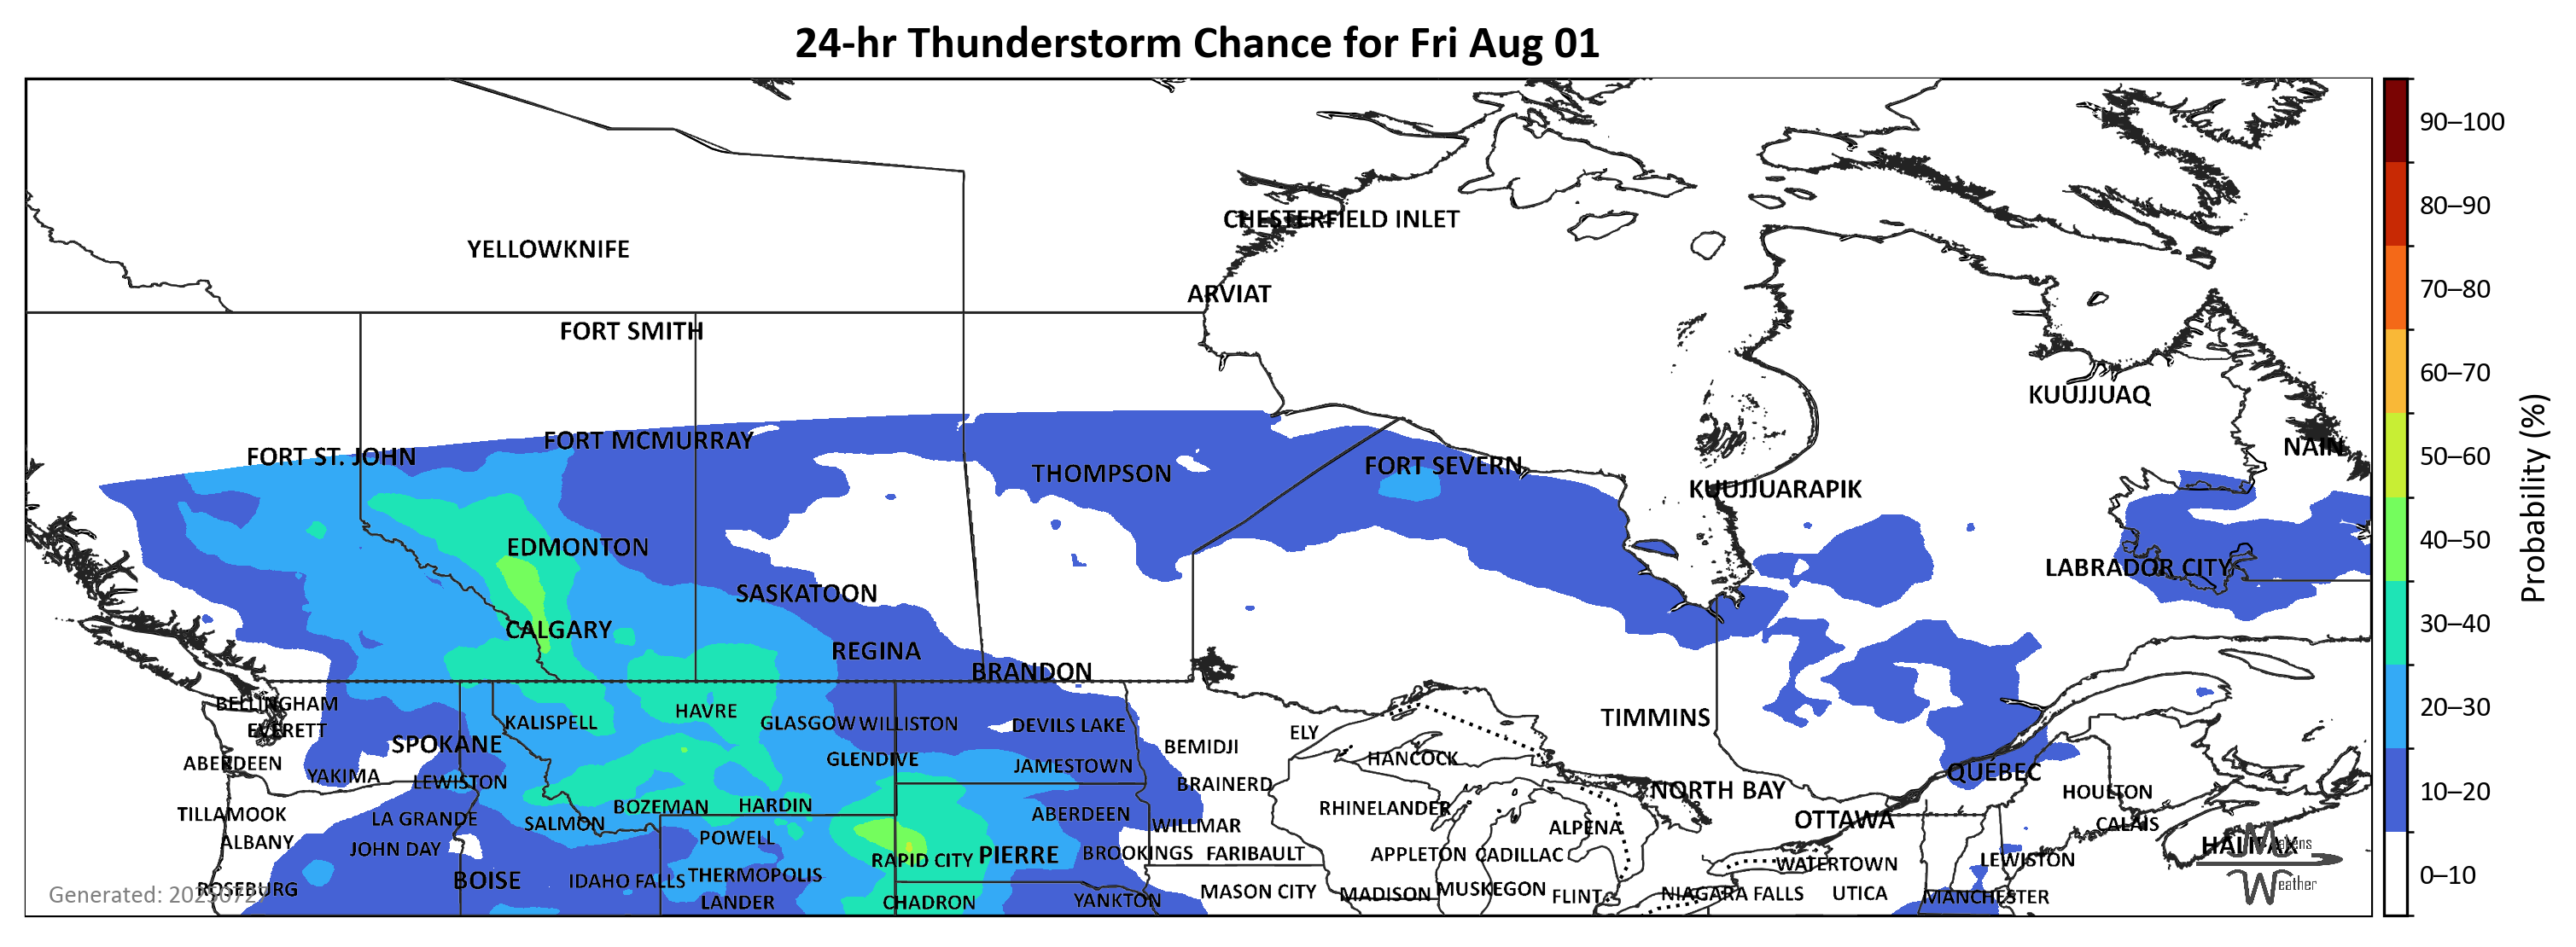 24-hr Thunderstorm Chance for Fri Aug 01
90–100
80–90
70–80
60–70
50–60
40–50
30–40
20–30
10–20
0–10
Probability (%)
CHESTERFIELD INLET
YELLOWKNIFE
ARVIAT
FORT SMITH
KUUJJUAQ
NAIN
FORT MCMURRAY
FORT ST. JOHN
THOMPSON
FORT SEVERN
KUUJJUARAPIK
EDMONTON
LABRADOR CITY
SASKATOON
CALGARY
REGINA
BRANDON
BELLINGHAM
KALISPELL
HAVRE
GLASGOW
WILLISTON
DEVILS LAKE
TIMMINS
EVERETT
SPOKANE
BEMIDJI
ELY
HANCOCK
ABERDEEN
YAKIMA
LEWISTON
GLENDIVE
JAMESTOWN
BRAINERD
NORTH BAY
QUÉBEC
HOULTON
TILLAMOOK
LA GRANDE
SALMON
BOZEMAN
HARDIN
ABERDEEN
WILLMAR
RHINELANDER
ALPENA
OTTAWA
CALAIS
ALBANY
JOHN DAY
POWELL
RAPID CITY
PIERRE
BROOKINGS
FARIBAULT
APPLETON
CADILLAC
WATERTOWN
LEWISTON
HALIFAX
ROSEBURG
BOISE
IDAHO FALLS
THERMOPOLIS
LANDER
CHADRON
YANKTON
MASON CITY
MADISON
MUSKEGON
FLINT
NIAGARA FALLS
UTICA
MANCHESTER
Weather